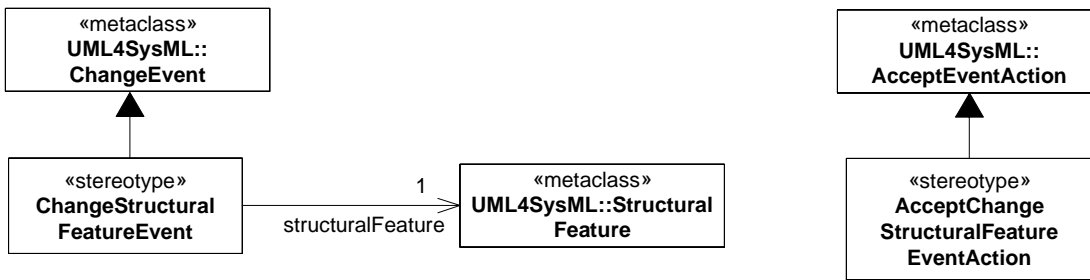 «metaclass»
UML4SysML::
ChangeEvent
«stereotype»
ChangeStructural
FeatureEvent
1
structuralFeature
«metaclass»
UML4SysML::Structural
Feature
«metaclass»
UML4SysML::
AcceptEventAction
«stereotype»
AcceptChange
StructuralFeature
EventAction